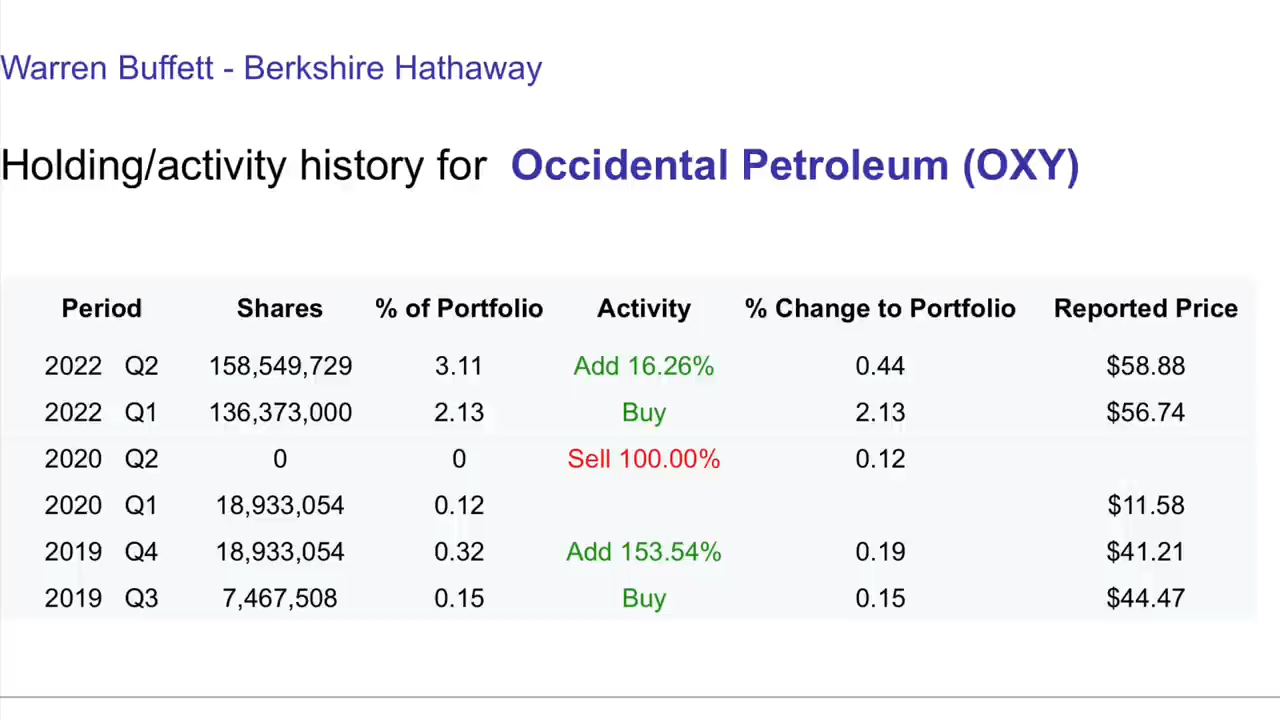 Warren Buffett - Berkshire Hathaway
Holding/activity history for Occidental Petroleum (OXY)
Period Shares % of Portfolio Activity % Change to Portfolio Reported Price
2022 Q2 158,549,729 3.11 Add 16.26% 0.44 $58.88
2022 Q1 136,373,000 2.13 Buy 2.13 $56.74
2020 Q2 0 0 Sell 100.00% 0.12
2020 Q1 18,933,054 0.12 $11.58
2019 Q4 18,933,054 0.32 Add 153.54% 0.19 $41.21
2019 Q3 7,467,508 0.15 Buy 0.15 $44.47